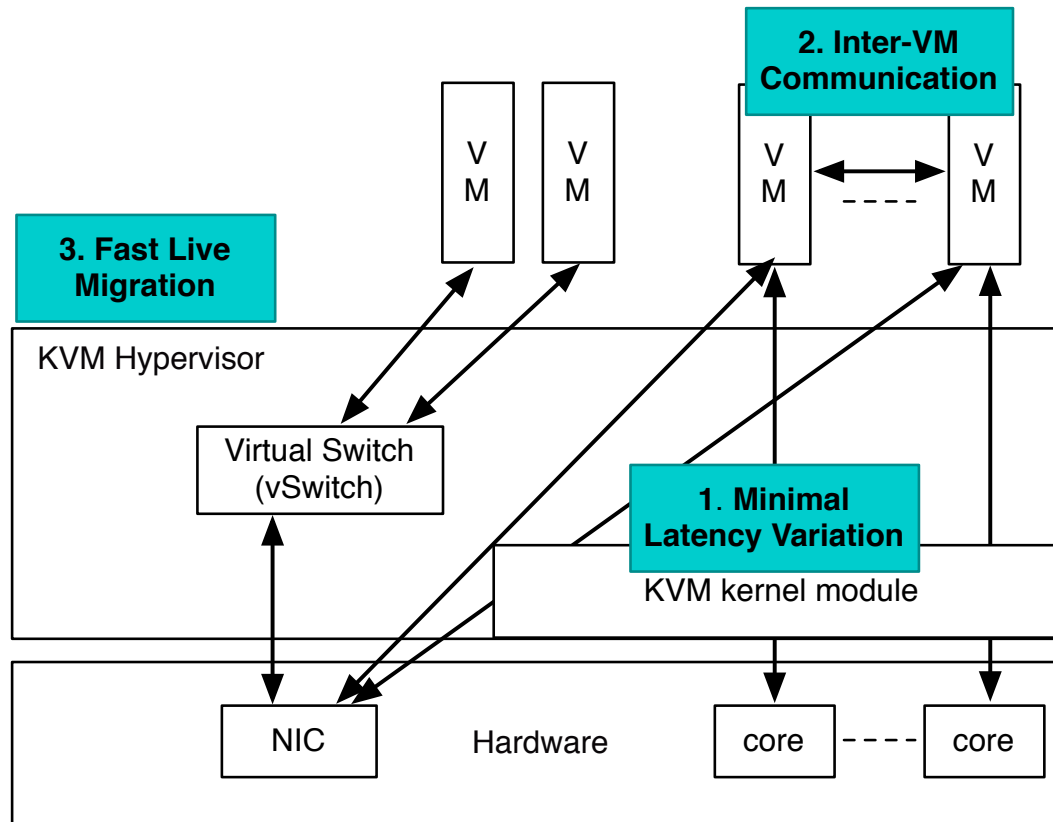 2. Inter-VM
Communication
V
M
V
M
V
M
V
M
3. Fast Live
Migration
KVM Hypervisor
Virtual Switch
(vSwitch)
1. Minimal
Latency Variation
KVM kernel module
NIC
Hardware
core
core